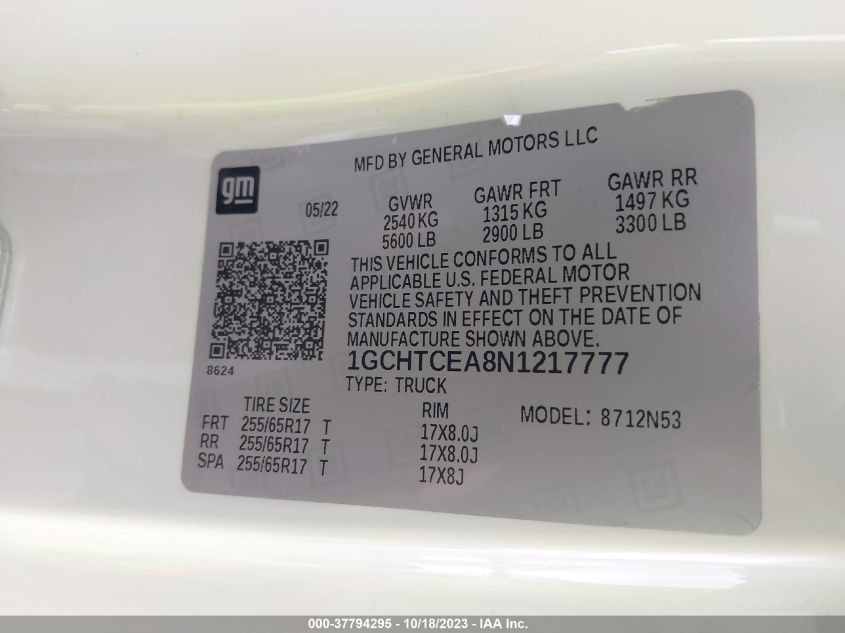 MFD BY GENERAL MOTORS LLC
gm
05/22
GVWR GAWR FRT GAWR RR
2540 KG 1315 KG 1497 KG
5600 LB 2900 LB 3300 LB
THIS VEHICLE CONFORMS TO ALL
APPLICABLE U.S. FEDERAL MOTOR
VEHICLE SAFETY AND THEFT PREVENTION
STANDARDS IN EFFECT ON THE DATE OF
MANUFACTURE SHOWN ABOVE.
8624
1GCHTCEA8N1217777
TYPE: TRUCK
TIRE SIZE RIM MODEL: 8712N53
FRT 255/65R17 T 17X8.0J
RR 255/65R17 T 17X8.0J
SPA 255/65R17 T 17X8J
000-37794295 - 10/18/2023 - Copyright © 2023 IAA, Inc.